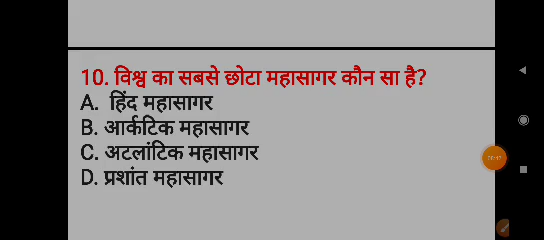 10. विश्व का सबसे छोटा महासागर कौन सा है?
A. हिंद महासागर
B. आर्कटिक महासागर
C. अटलांटिक महासागर
D. प्रशांत महासागर